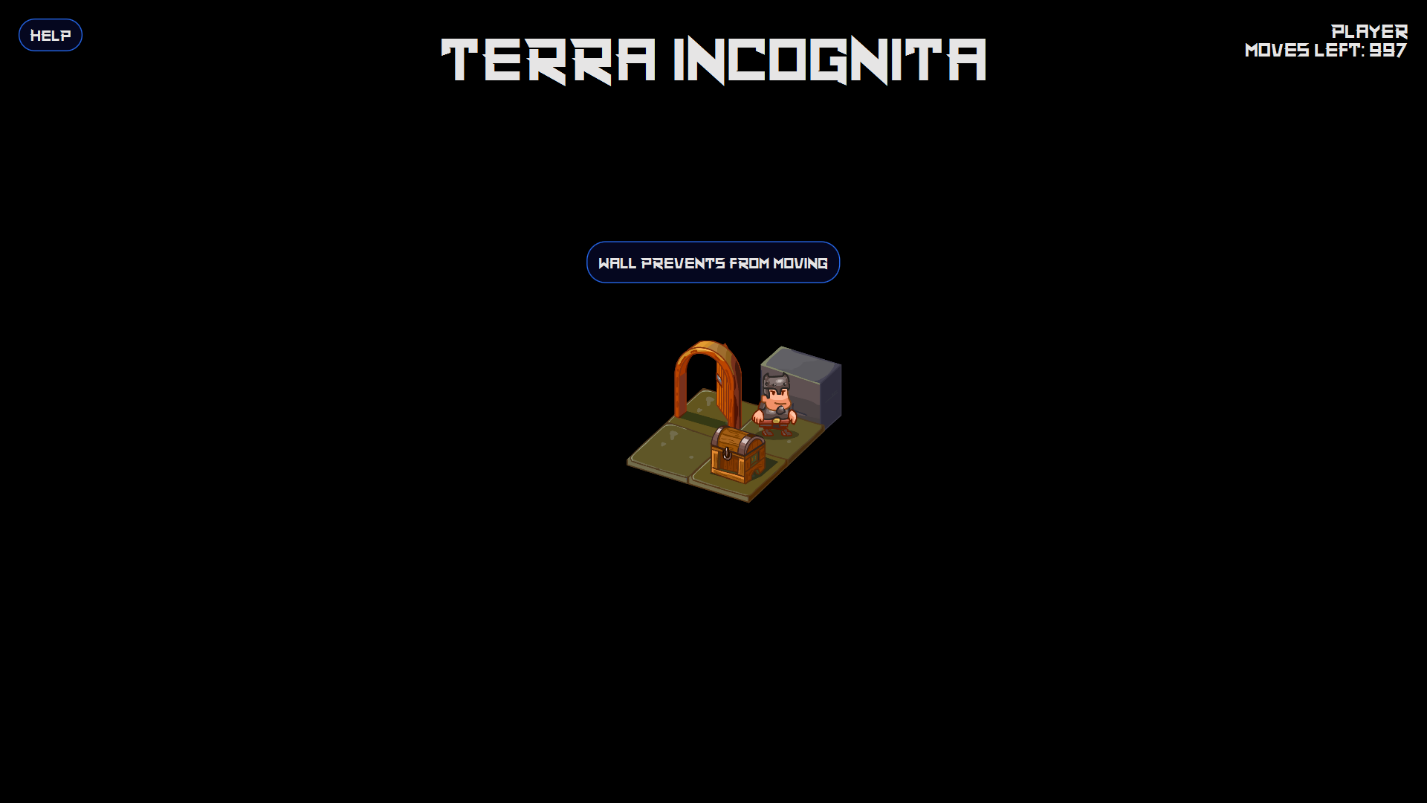 HELP
TERRA INCOGNITA
PLAYER
MOVES LEFT: 997
WALL PREVENTS FROM MOVING